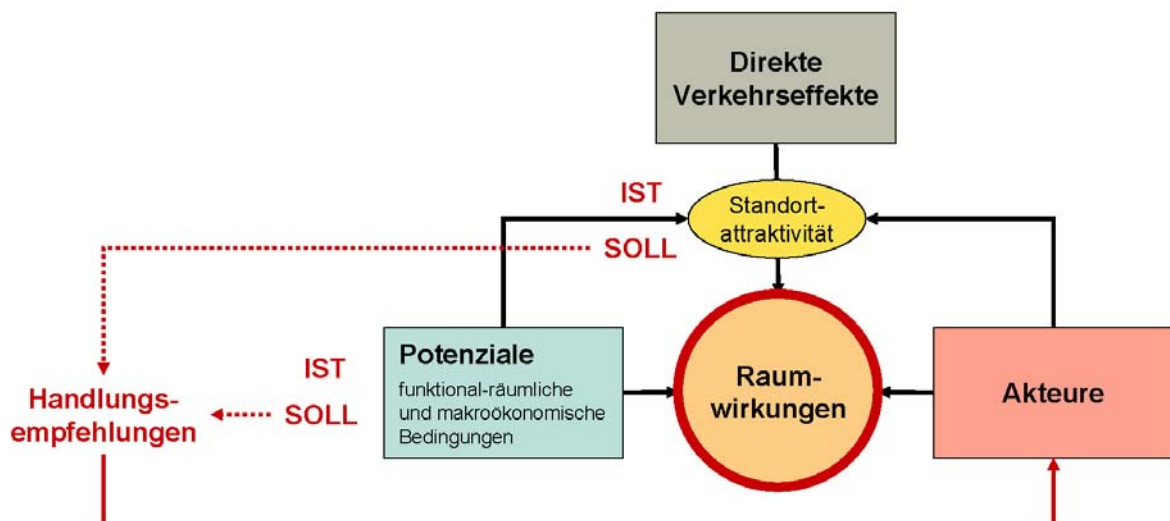 Direkte
Verkehrseffekte
IST
Standort-
attraktivität
SOLL
Potenziale
funktional-räumliche
und makroökonomische
Bedingungen
IST
SOLL
Handlungs-
empfehlungen
Raum-
wirkungen
Akteure